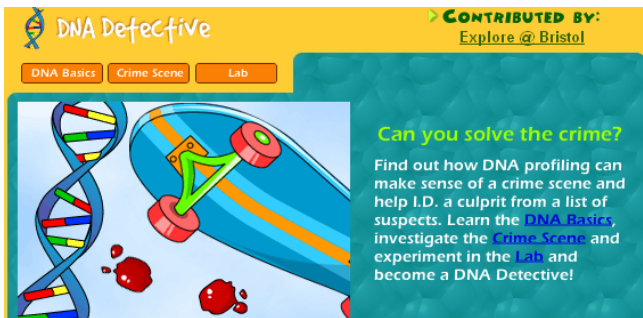 DNA Detective
CONTRIBUTED BY:
Explore @ Bristol
DNA Basics
Crime Scene
Lab
Can you solve the crime?
Find out how DNA profiling can
make sense of a crime scene and
help I.D. a culprit from a list of
suspects. Learn the DNA Basics,
investigate the Crime Scene and
experiment in the Lab and
become a DNA Detective!